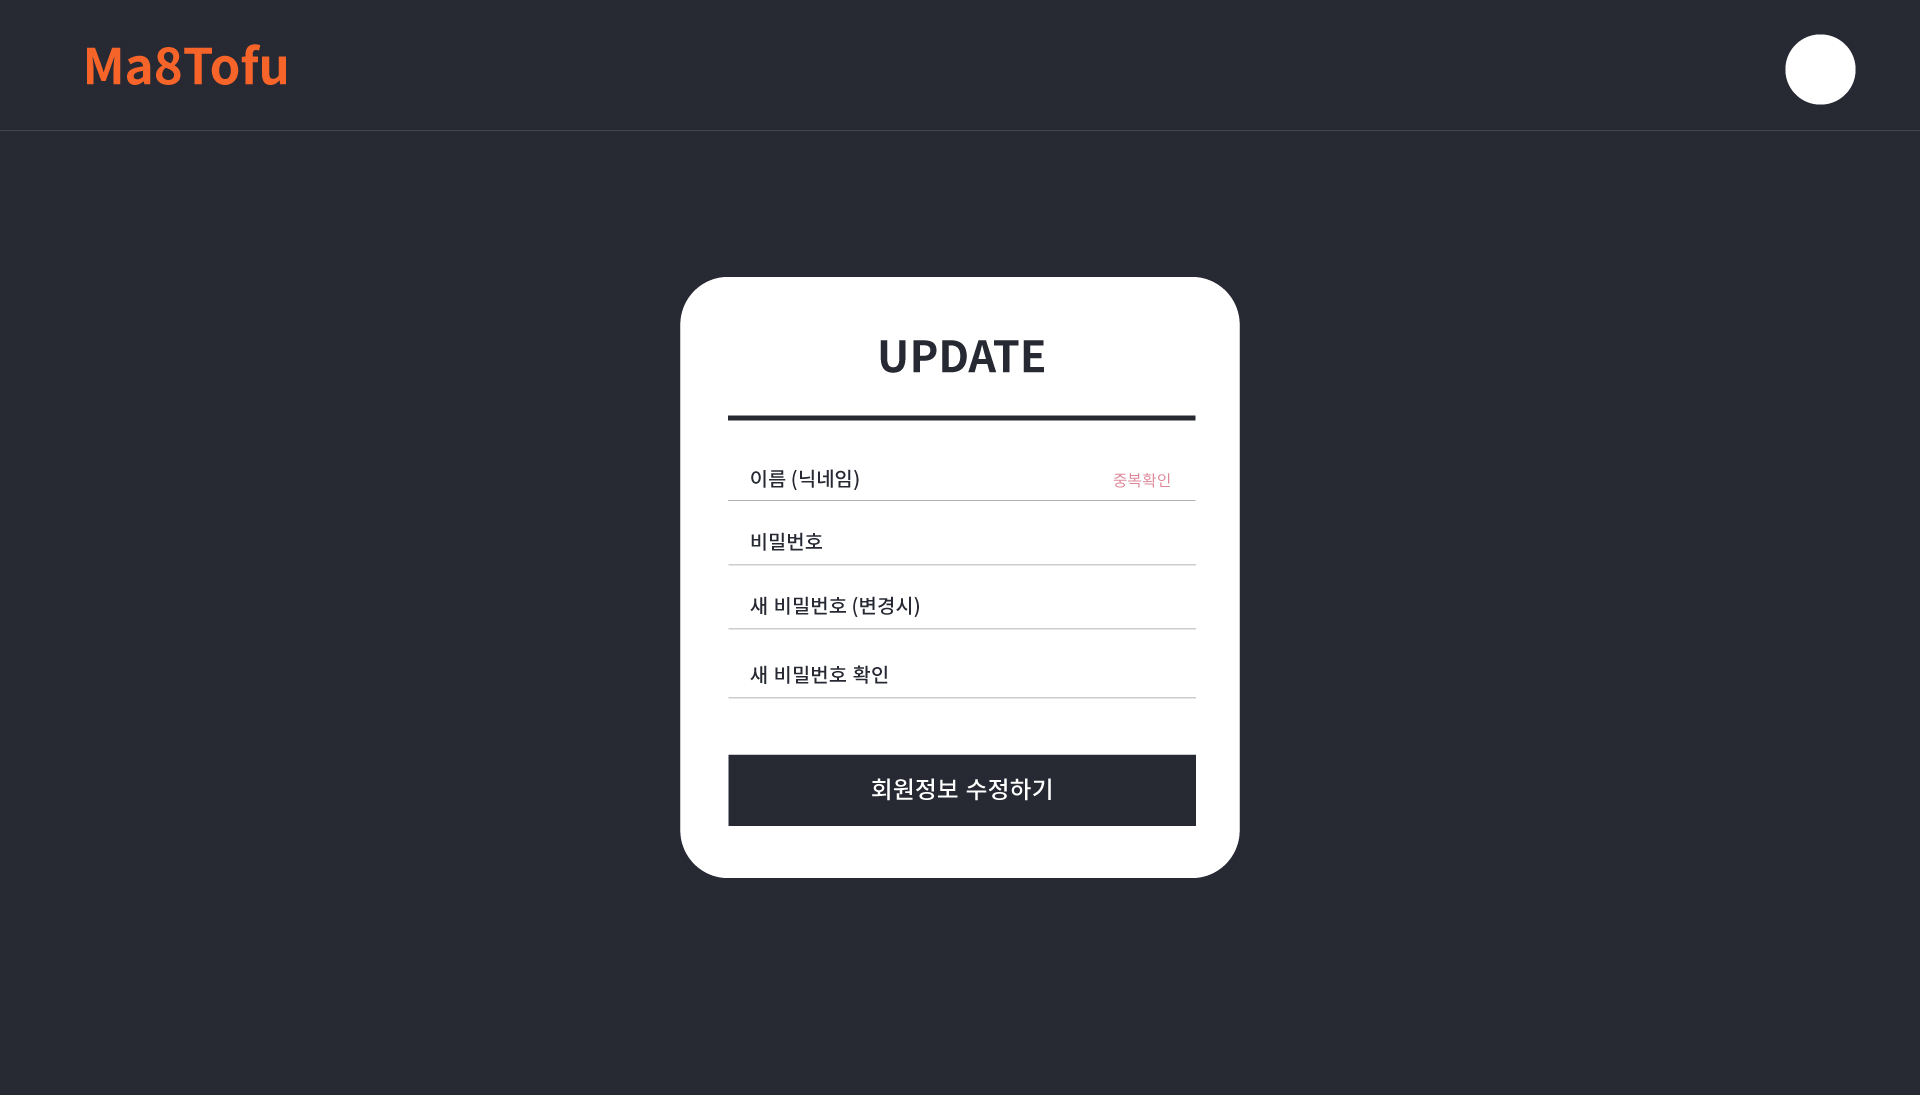 Ma8Tofu
UPDATE
이름 (닉네임) 중복확인
비밀번호
새 비밀번호 (변경시)
새 비밀번호 확인
회원정보 수정하기